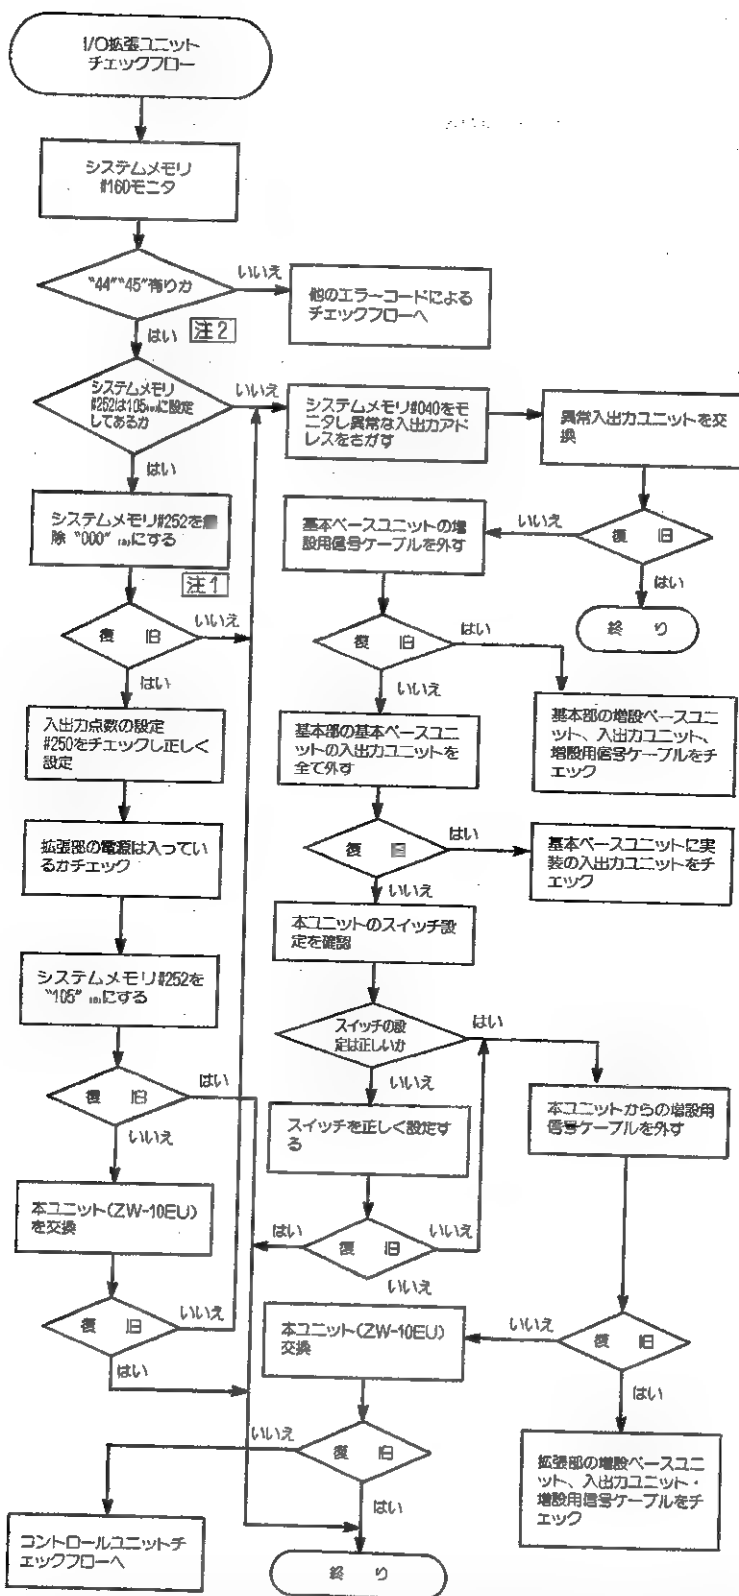 I/O拡張ユニット
チェックフロー
システムメモリ
#160モニタ
"44""45"有りか
いいえ
他のエラーコードによる
チェックフローへ
はい
注2
システムメモリ
#252は105(8)に設定
してあるか
いいえ
システムメモリ#040をモ
ニタし異常な入出力アド
レスをさがす
異常入出力ユニットを交
換
はい
システムメモリ#252を
除 "000" (8)にする
注1
基本ベースユニットの増
設用信号ケーブルを外す
いいえ
復旧
はい
終り
復旧
いいえ
はい
復旧
はい
いいえ
入出力点数の設定
#250をチェックし正しく
設定
基本部の基本ベースユニッ
トの入出力ユニットを
全て外す
基本部の増設ベースユニ
ット、入出力ユニット、
増設用信号ケーブルをチ
ェック
拡張部の電源は入ってい
るかチェック
復旧
はい
基本ベースユニットに実
装の入出力ユニットをチ
ェック
いいえ
本ユニットのスイッチ設
定を確認
システムメモリ#252を
"105" (8)にする
スイッチの設
定は正しいか
はい
いいえ
復旧
はい
いいえ
スイッチを正しく設定す
る
本ユニットからの増設用
信号ケーブルを外す
本ユニット(ZW-10EU)
を交換
はい
復旧
いいえ
いいえ
復旧
いいえ
はい
本ユニット(ZW-10EU)
交換
いいえ
復旧
はい
いいえ
復旧
はい
拡張部の増設ベースユニ
ット、入出力ユニット・
増設用信号ケーブルをチ
ェック
コントロールユニットチ
ェックフローへ
終り